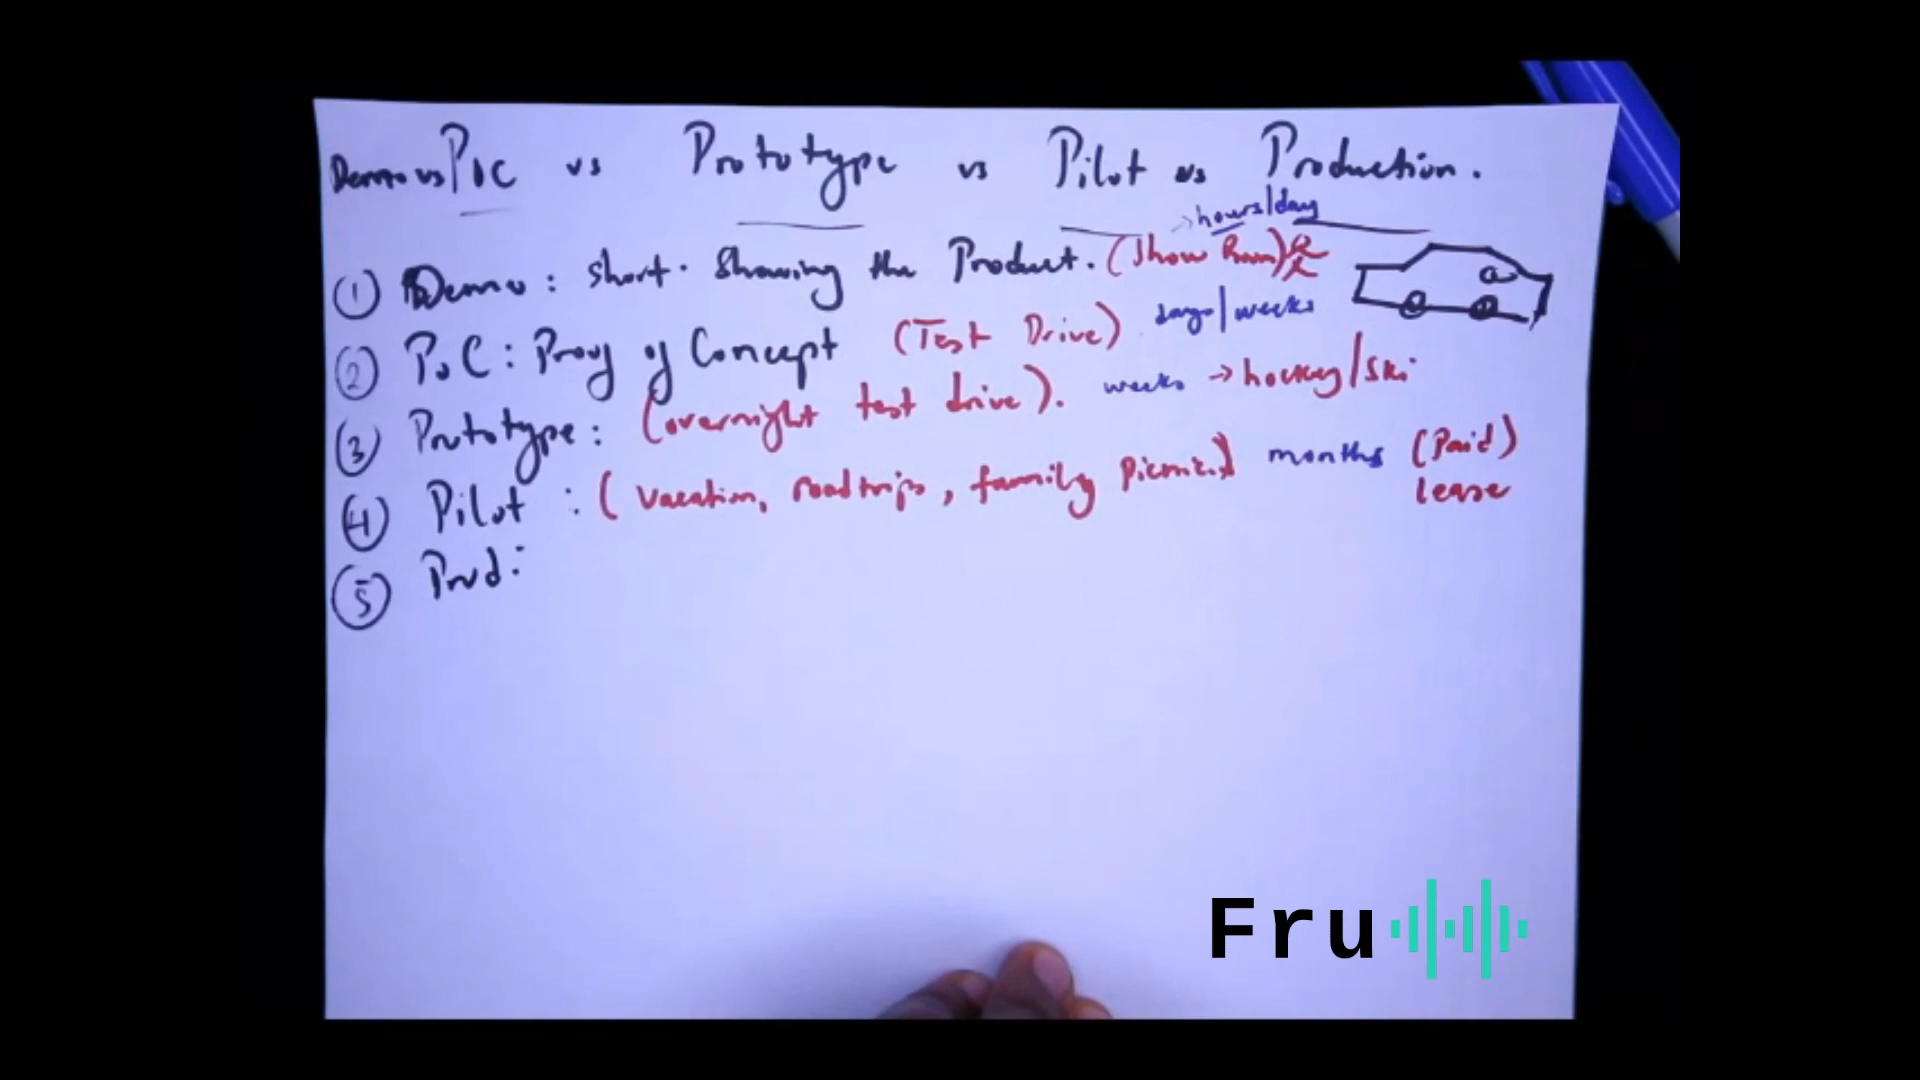 Demo vs PoC vs Prototype vs Pilot vs Production.
→ hours/day
① Demo: short. Showing the Product. (Show Room)
② PoC: Proof of Concept (Test Drive) days/weeks
③ Prototype: (overnight test drive). weeks → hockey/ski
④ Pilot: (vacation, roadtrips, family picnic.) months (Paid) lease
⑤ Prod:
Fru